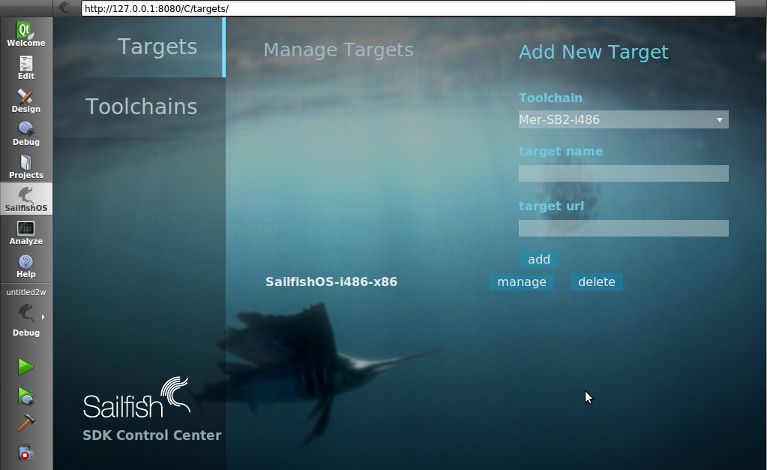 http://127.0.0.1:8080/C/targets/
Qt
Welcome
Edit
Design
Debug
Projects
SailfishOS
Analyze
Help
untitled2w
Debug
Targets
Toolchains
Manage Targets
Add New Target
Toolchain
Mer-SB2-i486
target name
target url
add
SailfishOS-i486-x86
manage
delete
Sailfish
SDK Control Center